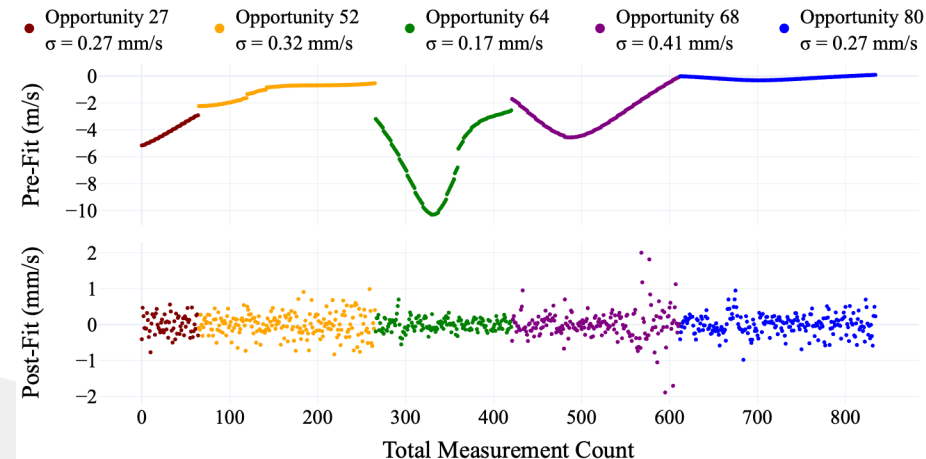 Opportunity 27
σ = 0.27 mm/s
Opportunity 52
σ = 0.32 mm/s
Opportunity 64
σ = 0.17 mm/s
Opportunity 68
σ = 0.41 mm/s
Opportunity 80
σ = 0.27 mm/s
Pre-Fit (m/s)
0
−2
−4
−6
−8
−10
Post-Fit (mm/s)
2
1
0
−1
−2
0 100 200 300 400 500 600 700 800
Total Measurement Count